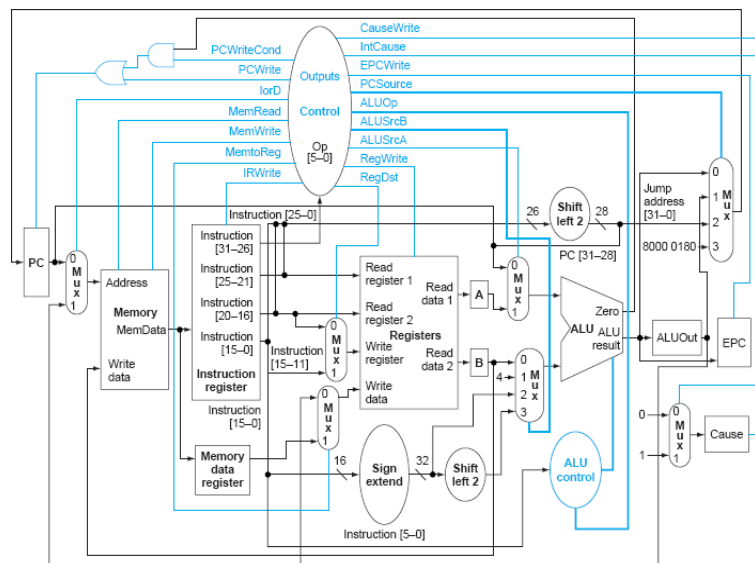 CauseWrite
IntCause
EPCWrite
PCSource
ALUOp
ALUSrcB
ALUSrcA
RegWrite
RegDst
PCWriteCond
PCWrite
IorD
MemRead
MemWrite
MemtoReg
IRWrite
Outputs
Control
Op
[5–0]
Instruction [25–0]
26
Shift
left 2
28
Jump
address
[31–0]
PC [31–28]
8000 0180
0
1
2
3
Mux
PC
0
Mux
1
Address
Memory
MemData
Write
data
Instruction
[31–26]
Instruction
[25–21]
Instruction
[20–16]
Instruction
[15–0]
Instruction
register
Instruction
[15–11]
Instruction
[15–0]
Memory
data
register
0
Mux
1
0
Mux
1
Read
register 1
Read
register 2
Write
register
Write
data
Registers
Read
data 1
Read
data 2
A
B
0
Mux
1
4
0
1
2
3
Mux
Zero
ALU
ALU
result
ALUOut
EPC
0
1
0
Mux
1
Cause
16
Sign
extend
32
Shift
left 2
ALU
control
Instruction [5–0]